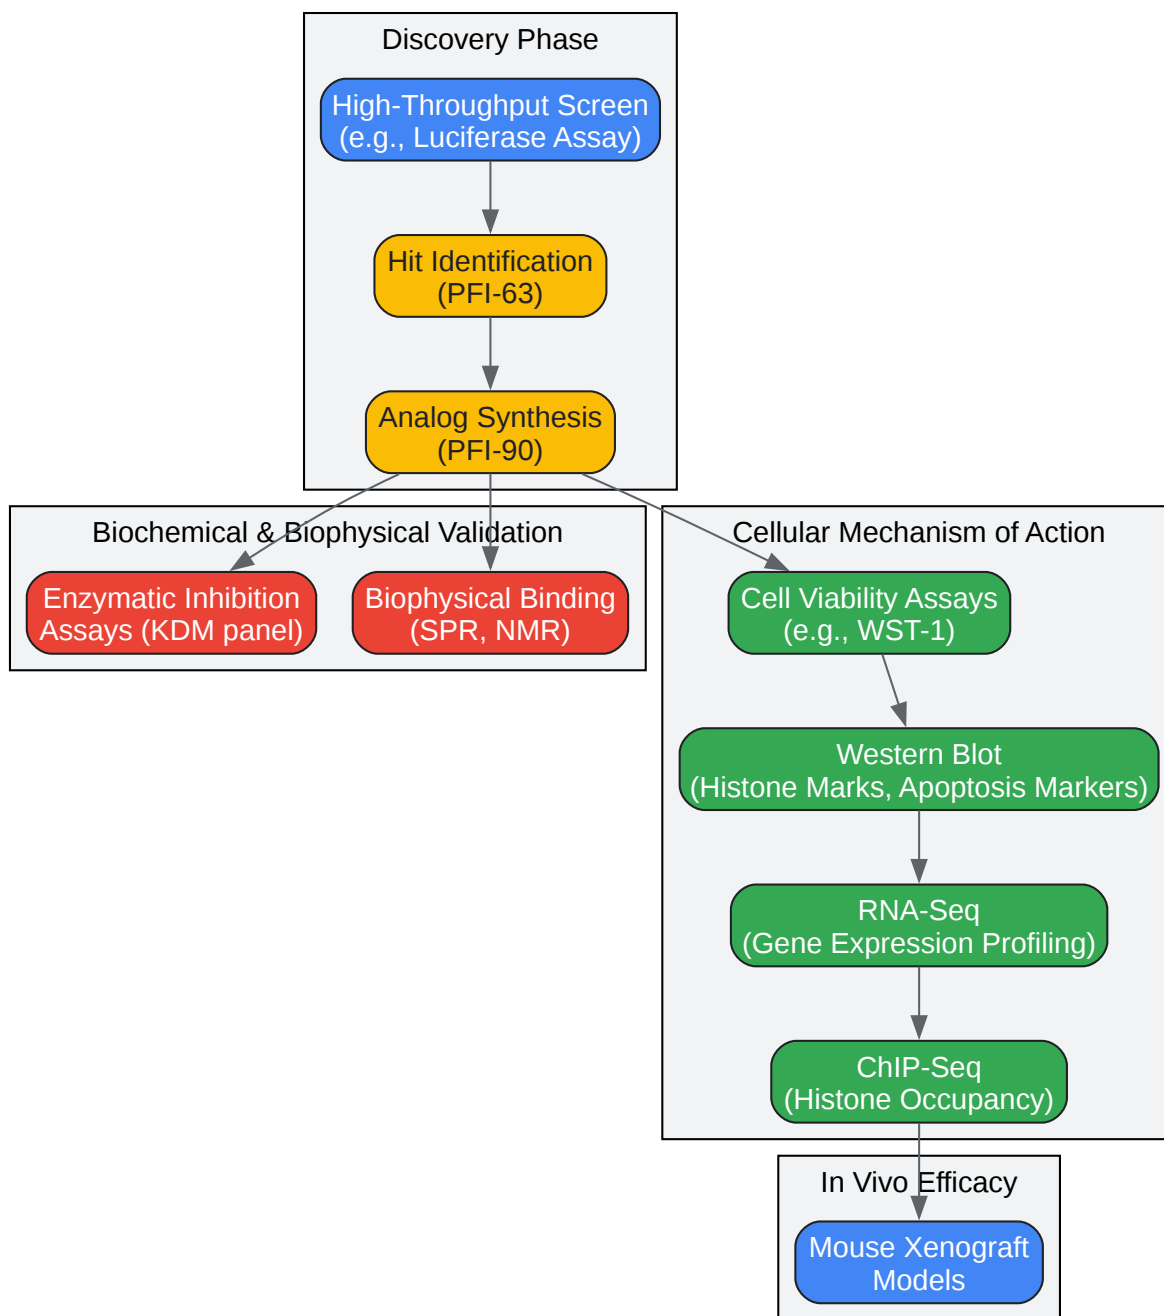 Discovery Phase
High-Throughput Screen
(e.g., Luciferase Assay)
Hit Identification
(PFI-63)
Analog Synthesis
(PFI-90)
Biochemical & Biophysical Validation
Enzymatic Inhibition
Assays (KDM panel)
Biophysical Binding
(SPR, NMR)
Cellular Mechanism of Action
Cell Viability Assays
(e.g., WST-1)
Western Blot
(Histone Marks, Apoptosis Markers)
RNA-Seq
(Gene Expression Profiling)
ChIP-Seq
(Histone Occupancy)
In Vivo Efficacy
Mouse Xenograft
Models